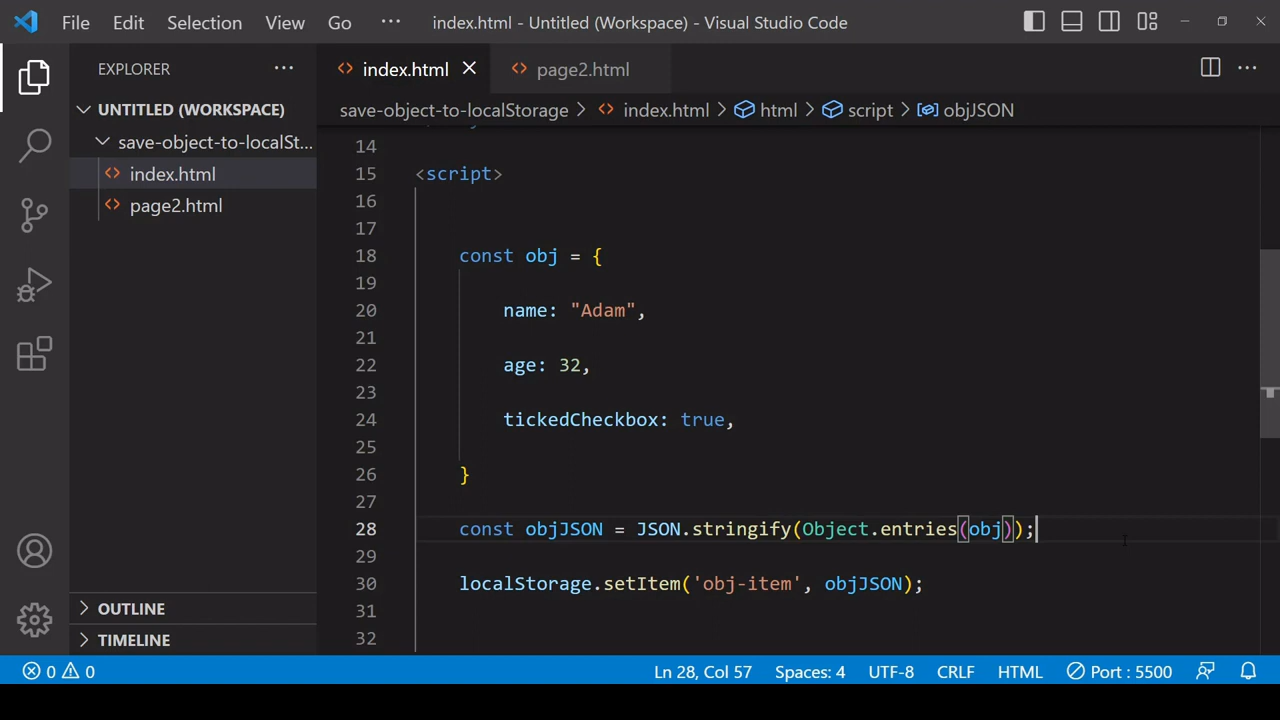 File Edit Selection View Go ··· index.html - Untitled (Workspace) - Visual Studio Code
EXPLORER ···
UNTITLED (WORKSPACE)
save-object-to-localSt...
index.html
page2.html
OUTLINE
TIMELINE
index.html page2.html ···
save-object-to-localStorage > index.html > html > script > objJSON
14
15 <script>
16
17
18 const obj = {
19
20 name: "Adam",
21
22 age: 32,
23
24 tickedCheckbox: true,
25
26 }
27
28 const objJSON = JSON.stringify(Object.entries(obj));
29
30 localStorage.setItem('obj-item', objJSON);
31
32
0 0 Ln 28, Col 57 Spaces: 4 UTF-8 CRLF HTML Port : 5500